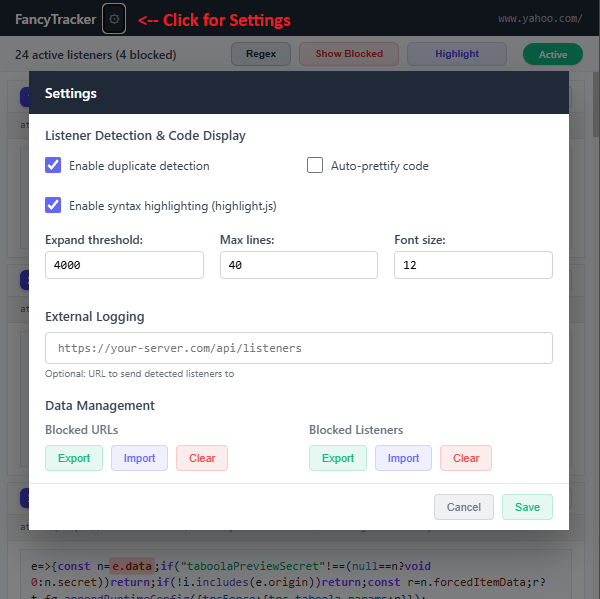 FancyTracker <-- Click for Settings www.yahoo.com/
24 active listeners (4 blocked) Regex Show Blocked Highlight Active
Settings
Listener Detection & Code Display
Enable duplicate detection Auto-prettify code
Enable syntax highlighting (highlight.js)
Expand threshold: Max lines: Font size:
4000 40 12
External Logging
https://your-server.com/api/listeners
Optional: URL to send detected listeners to
Data Management
Blocked URLs Blocked Listeners
Export Import Clear Export Import Clear
Cancel Save
e=>{const n=e.data;if("taboolaPreviewSecret"!==(null==n?void
0:n.secret))return;if(!i.includes(e.origin))return;const r=n.forcedItemData;r?